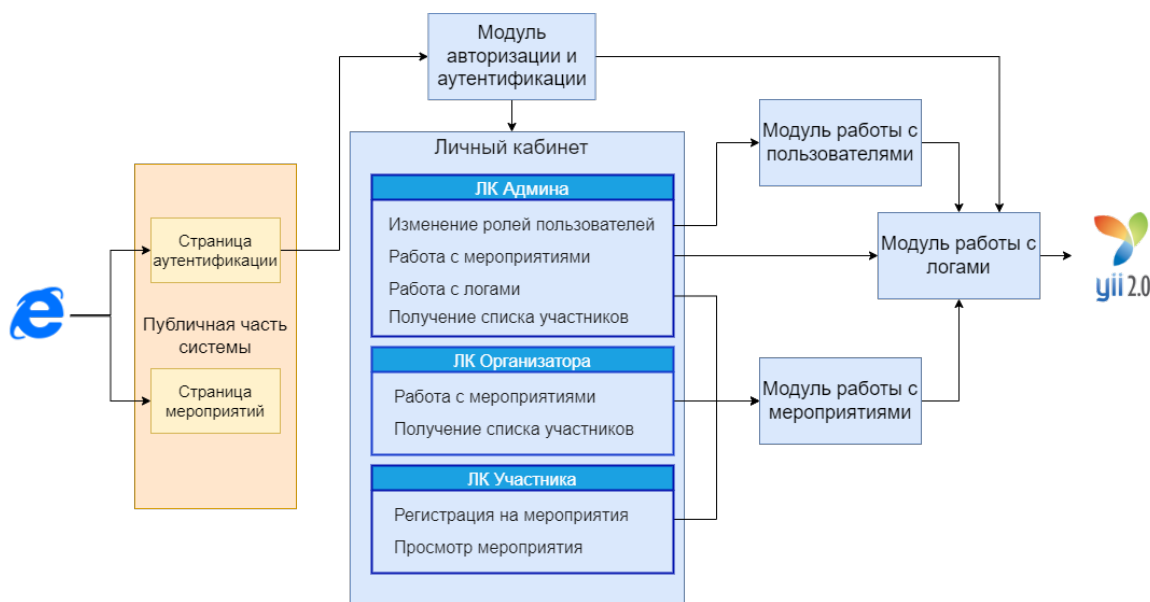 Модуль
авторизации и
аутентификации
Личный кабинет
ЛК Админа
Изменение ролей пользователей
Работа с мероприятиями
Работа с логами
Получение списка участников
ЛК Организатора
Работа с мероприятиями
Получение списка участников
ЛК Участника
Регистрация на мероприятия
Просмотр мероприятия
Страница
аутентификации
Публичная часть
системы
Страница
мероприятий
Модуль работы с
пользователями
Модуль работы с
логами
Модуль работы с
мероприятиями
yii 2.0